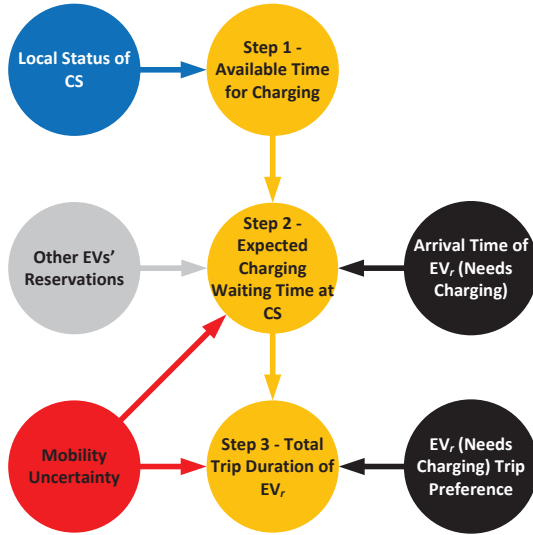 Local Status of
CS
Step 1 -
Available Time
for Charging
Other EVs'
Reservations
Step 2 -
Expected
Charging
Waiting Time at
CS
Arrival Time of
EVr (Needs
Charging)
Mobility
Uncertainty
Step 3 - Total
Trip Duration of
EVr
EVr (Needs
Charging) Trip
Preference